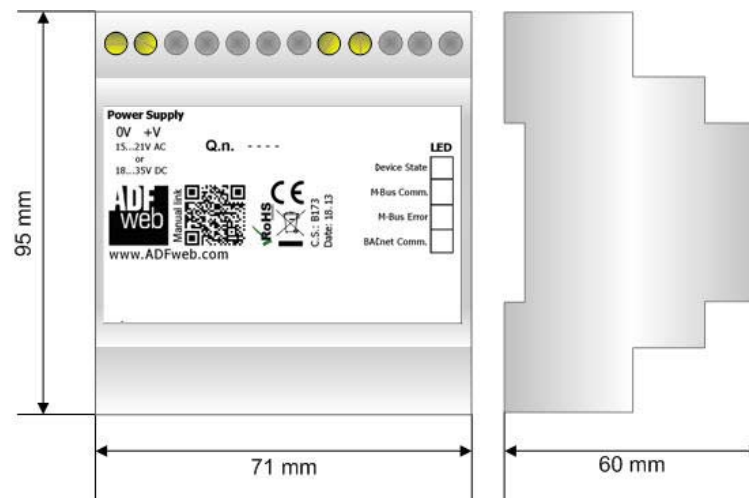 Power Supply
0V +V
15...21V AC
or
18...35V DC
Q.n. - - - -
LED
Device State
M-Bus Comm.
M-Bus Error
BACnet Comm.
ADF
web
Manual link
RoHS
CE
C.S.: B173
Date: 18.13
www.ADFweb.com
95 mm
71 mm
60 mm